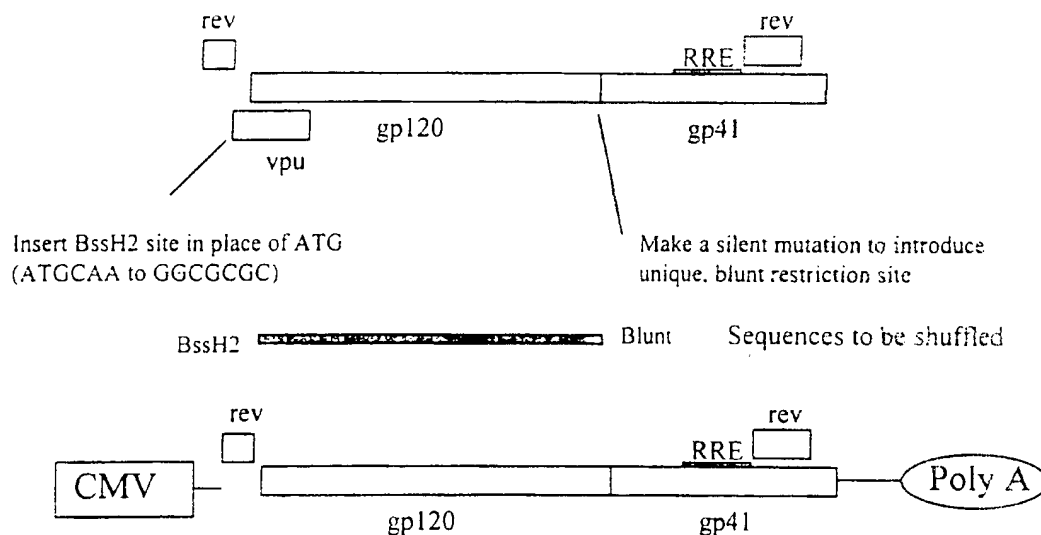 rev
rev
RRE
gp120
gp41
vpu
Insert BssH2 site in place of ATG
(ATGCAA to GGCGCGC)
Make a silent mutation to introduce
unique, blunt restriction site
BssH2
Blunt
Sequences to be shuffled
rev
rev
RRE
CMV
Poly A
gp120
gp41